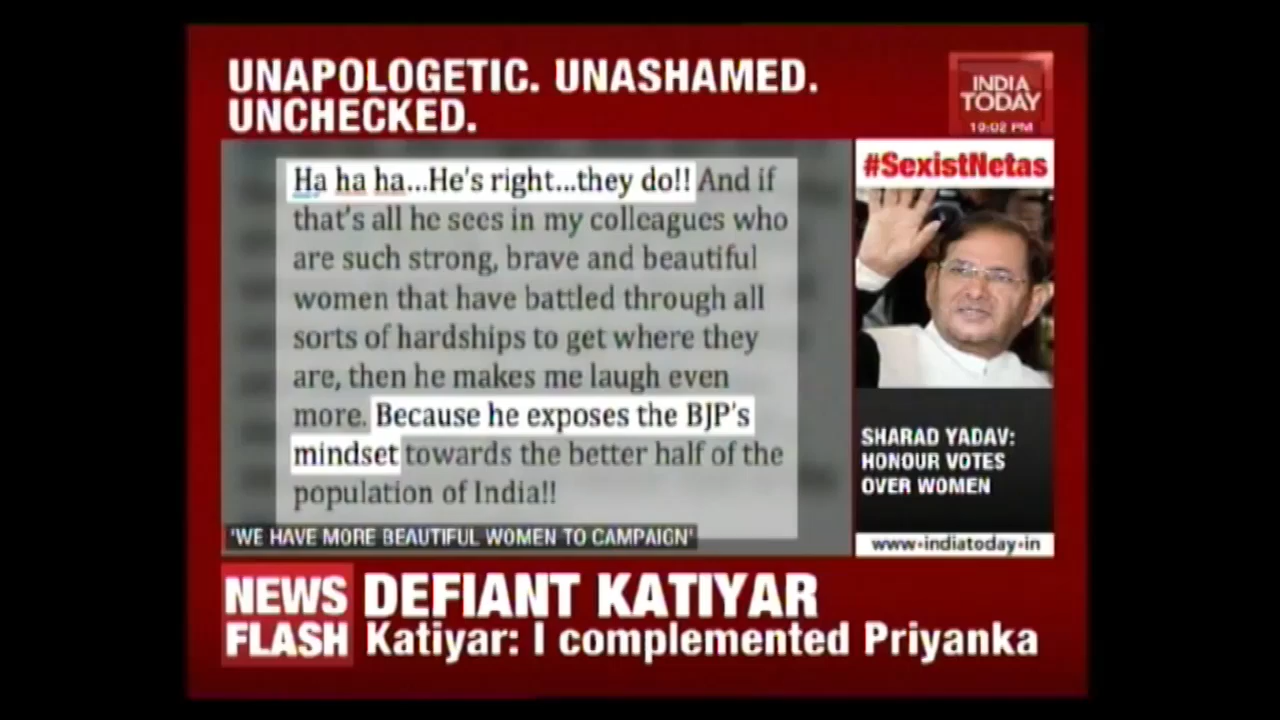 UNAPOLOGETIC. UNASHAMED.
UNCHECKED.
INDIA
TODAY
10:02 PM
Ha ha ha...He's right...they do!! And if
that's all he sees in my colleagues who
are such strong, brave and beautiful
women that have battled through all
sorts of hardships to get where they
are, then he makes me laugh even
more. Because he exposes the BJP's
mindset towards the better half of the
population of India!!
'WE HAVE MORE BEAUTIFUL WOMEN TO CAMPAIGN'
#SexistNetas
SHARAD YADAV:
HONOUR VOTES
OVER WOMEN
www.indiatoday.in
NEWS
FLASH
DEFIANT KATIYAR
Katiyar: I complemented Priyanka